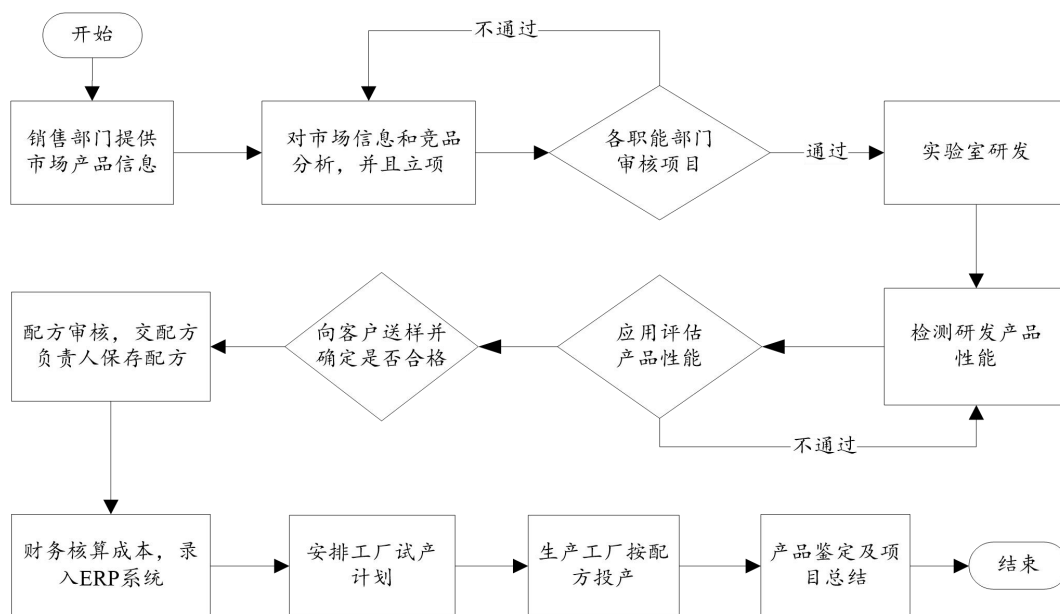 开始
不通过
销售部门提供
市场产品信息
对市场信息和竞品
分析，并且立项
各职能部门
审核项目
通过
实验室研发
配方审核，交配方
负责人保存配方
向客户送样并
确定是否合格
应用评估
产品性能
检测研发产品
性能
不通过
财务核算成本，录
入ERP系统
安排工厂试产
计划
生产工厂按配
方投产
产品鉴定及项
目总结
结束